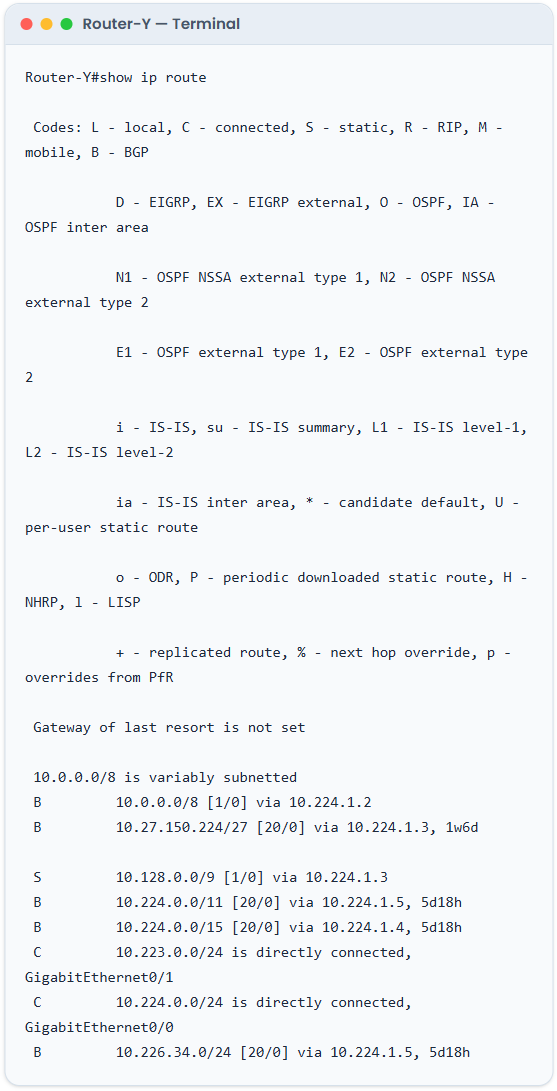 Router-Y — Terminal
Router-Y#show ip route
Codes: L - local, C - connected, S - static, R - RIP, M -
mobile, B - BGP
D - EIGRP, EX - EIGRP external, O - OSPF, IA -
OSPF inter area
N1 - OSPF NSSA external type 1, N2 - OSPF NSSA
external type 2
E1 - OSPF external type 1, E2 - OSPF external type
2
i - IS-IS, su - IS-IS summary, L1 - IS-IS level-1,
L2 - IS-IS level-2
ia - IS-IS inter area, * - candidate default, U -
per-user static route
o - ODR, P - periodic downloaded static route, H -
NHRP, l - LISP
+ - replicated route, % - next hop override, p -
overrides from PfR
Gateway of last resort is not set
10.0.0.0/8 is variably subnetted
B 10.0.0.0/8 [1/0] via 10.224.1.2
B 10.27.150.224/27 [20/0] via 10.224.1.3, 1w6d
S 10.128.0.0/9 [1/0] via 10.224.1.3
B 10.224.0.0/11 [20/0] via 10.224.1.5, 5d18h
B 10.224.0.0/15 [20/0] via 10.224.1.4, 5d18h
C 10.223.0.0/24 is directly connected,
GigabitEthernet0/1
C 10.224.0.0/24 is directly connected,
GigabitEthernet0/0
B 10.226.34.0/24 [20/0] via 10.224.1.5, 5d18h